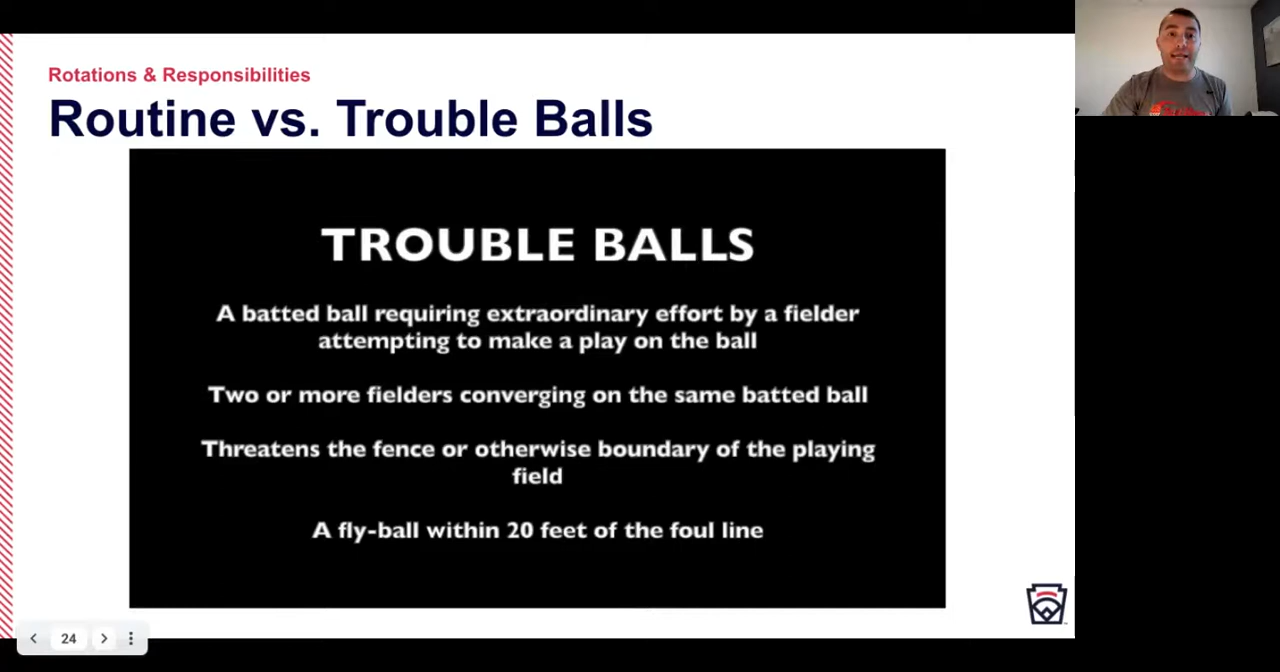 Rotations & Responsibilities
Routine vs. Trouble Balls
TROUBLE BALLS
A batted ball requiring extraordinary effort by a fielder
attempting to make a play on the ball
Two or more fielders converging on the same batted ball
Threatens the fence or otherwise boundary of the playing
field
A fly-ball within 20 feet of the foul line
24